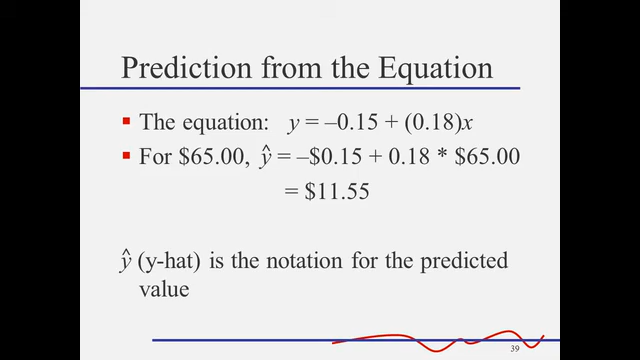 Prediction from the Equation
▪ The equation: y = –0.15 + (0.18)x
▪ For $65.00, ŷ = –$0.15 + 0.18 * $65.00
= $11.55
ŷ (y-hat) is the notation for the predicted
value
39